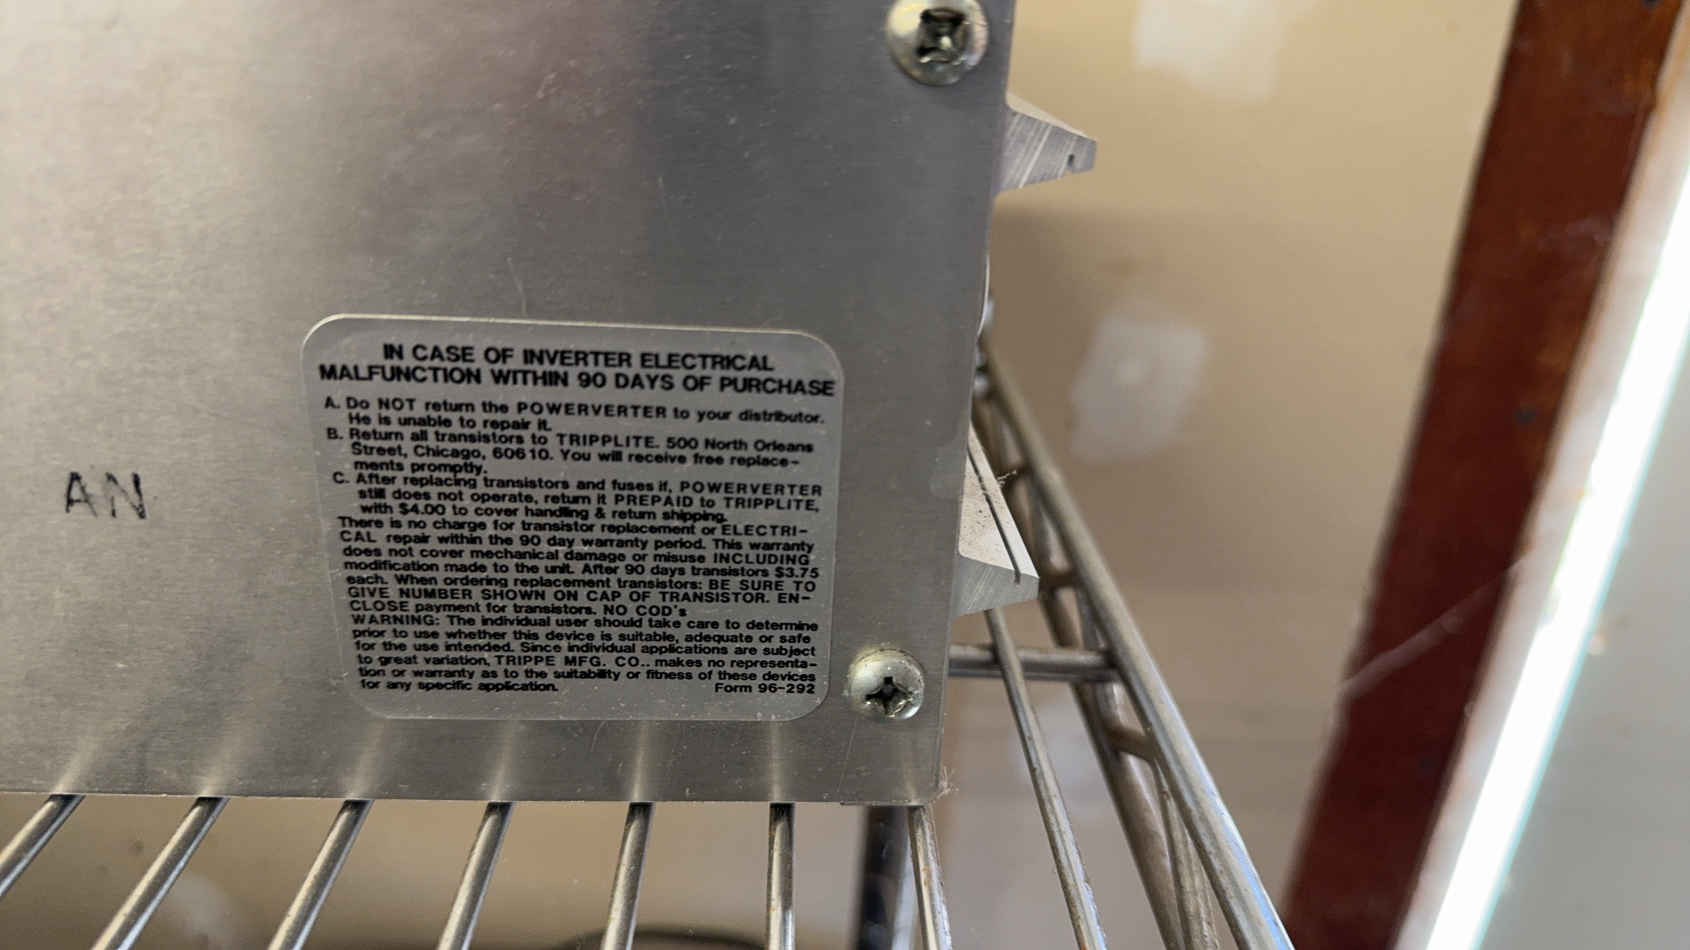 IN CASE OF INVERTER ELECTRICAL
MALFUNCTION WITHIN 90 DAYS OF PURCHASE
A. Do NOT return the POWERVERTER to your distributor.
He is unable to repair it.
B. Return all transistors to TRIPPLITE. 500 North Orleans
Street, Chicago, 60610. You will receive free replace-
ments promptly.
C. After replacing transistors and fuses if, POWERVERTER
still does not operate, return it PREPAID to TRIPPLITE,
with $4.00 to cover handling & return shipping.
There is no charge for transistor replacement or ELECTRI-
CAL repair within the 90 day warranty period. This warranty
does not cover mechanical damage or misuse INCLUDING
modification made to the unit. After 90 days transistors $3.75
each. When ordering replacement transistors: BE SURE TO
GIVE NUMBER SHOWN ON CAP OF TRANSISTOR. EN-
CLOSE payment for transistors. NO COD's
WARNING: The individual user should take care to determine
prior to use whether this device is suitable, adequate or safe
for the use intended. Since individual applications are subject
to great variation, TRIPPE MFG. CO.. makes no representa-
tion or warranty as to the suitability or fitness of these devices
for any specific application. Form 96-292
AN